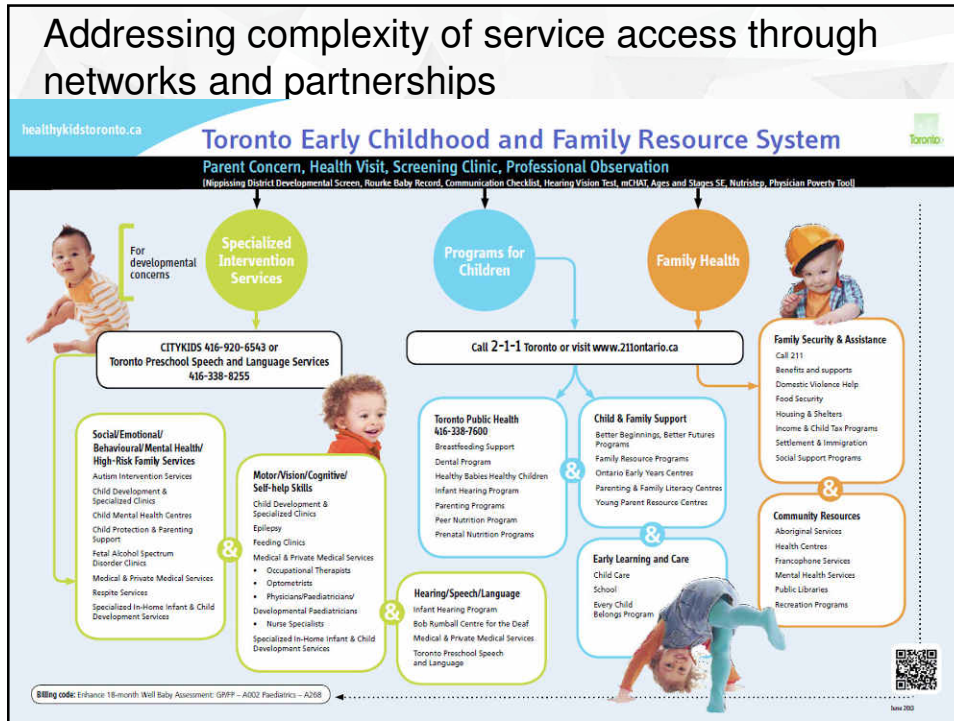 Addressing complexity of service access through
networks and partnerships
healthykidstoronto.ca
Toronto Early Childhood and Family Resource System
Toronto
Parent Concern, Health Visit, Screening Clinic, Professional Observation
[Nippissing District Developmental Screen, Rourke Baby Record, Communication Checklist, Hearing Vision Test, mCHAT, Ages and Stages SE, Nutristep, Physician Poverty Tool]
For
developmental
concerns
Specialized
Intervention
Services
Programs for
Children
Family Health
CITYKIDS 416-920-6543 or
Toronto Preschool Speech and Language Services
416-338-8255
Call 2-1-1 Toronto or visit www.211ontario.ca
Social/Emotional/
Behavioural/Mental Health/
High-Risk Family Services
Autism Intervention Services
Child Development &
Specialized Clinics
Child Mental Health Centres
Child Protection & Parenting
Support
Fetal Alcohol Spectrum
Disorder Clinics
Medical & Private Medical Services
Respite Services
Specialized In-Home Infant & Child
Development Services
&
Motor/Vision/Cognitive/
Self-help Skills
Child Development &
Specialized Clinics
Epilepsy
Feeding Clinics
Medical & Private Medical Services
• Occupational Therapists
• Optometrists
• Physicians/Paediatricians/
Developmental Paediatricians
• Nurse Specialists
Specialized In-Home Infant & Child
Development Services
&
Hearing/Speech/Language
Infant Hearing Program
Bob Rumball Centre for the Deaf
Medical & Private Medical Services
Toronto Preschool Speech
and Language
Toronto Public Health
416-338-7600
Breastfeeding Support
Dental Program
Healthy Babies Healthy Children
Infant Hearing Program
Parenting Programs
Peer Nutrition Program
Prenatal Nutrition Programs
&
Child & Family Support
Better Beginnings, Better Futures
Programs
Family Resource Programs
Ontario Early Years Centres
Parenting & Family Literacy Centres
Young Parent Resource Centres
&
Early Learning and Care
Child Care
School
Every Child
Belongs Program
Family Security & Assistance
Call 211
Benefits and supports
Domestic Violence Help
Food Security
Housing & Shelters
Income & Child Tax Programs
Settlement & Immigration
Social Support Programs
&
Community Resources
Aboriginal Services
Health Centres
Francophone Services
Mental Health Services
Public Libraries
Recreation Programs
Billing code: Enhance 18-month Well Baby Assessment: GP/FP – A002 Paediatrics – A268
June 2013